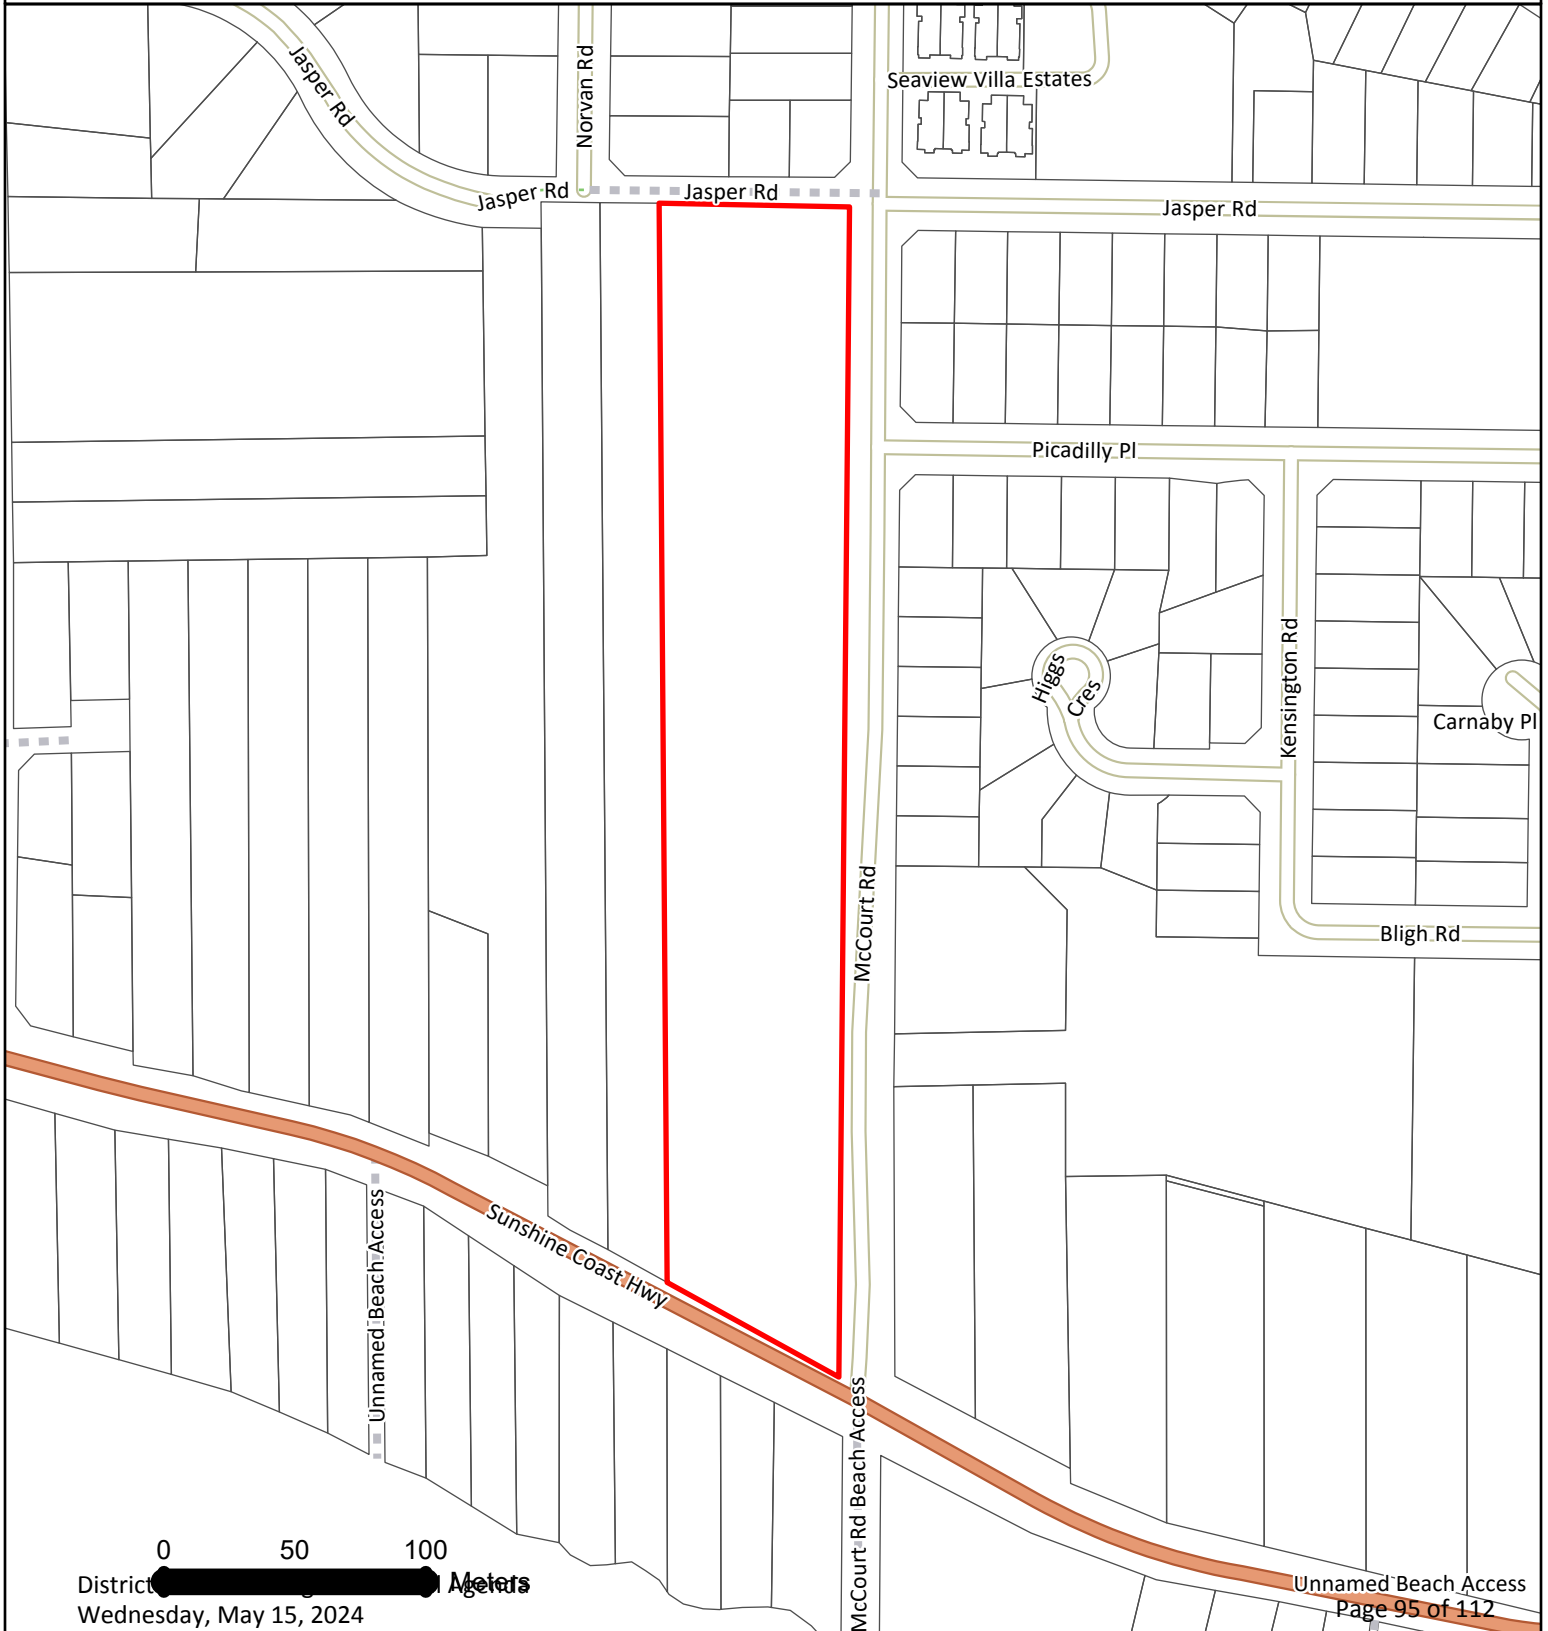 Jasper Rd
Norvan Rd
Seaview Villa Estates
Jasper Rd
Jasper Rd
Jasper Rd
Picadilly Pl
Higgs
Cres
Kensington Rd
Carnaby Pl
McCourt Rd
Bligh Rd
Sunshine Coast Hwy
Unnamed Beach Access
McCourt Rd Beach Access
0 50 100
Meters
District Agenda
Wednesday, May 15, 2024
Unnamed Beach Access
Page 95 of 112